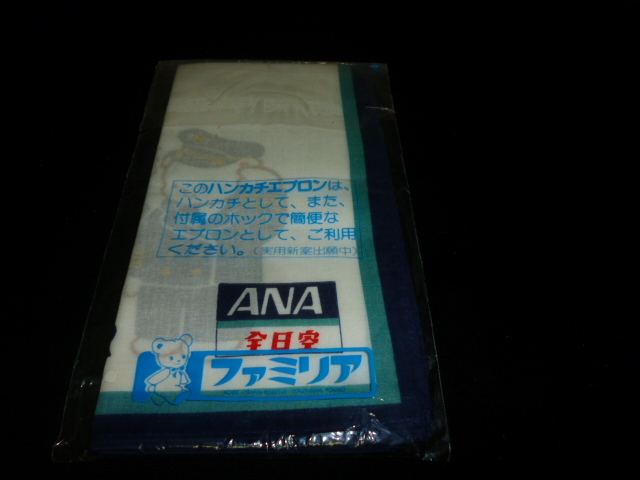 このハンカチエプロンは、
ハンカチとして、また、
付属のホックで簡便な
エプロンとして、ご利用
ください。(実用新案出願中)
ANA
全日空
ファミリア